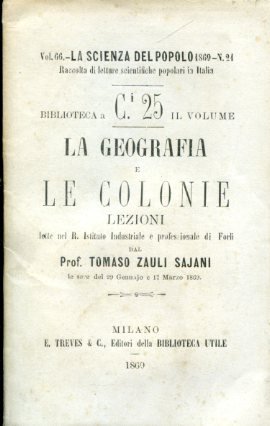 Vol. 66.-LA SCIENZA DEL POPOLO 1869-N. 21
Raccolta di letture scientifiche popolari in Italia
BIBLIOTECA a C.i 25 IL VOLUME
LA GEOGRAFIA
E
LE COLONIE
LEZIONI
lette nel R. Istituto Industriale e professionale di Forlì
DAL
Prof. TOMASO ZAULI SAJANI
le sere del 29 Gennajo e 17 Marzo 1869.
MILANO
E. TREVES & C., Editori della BIBLIOTECA UTILE
1869